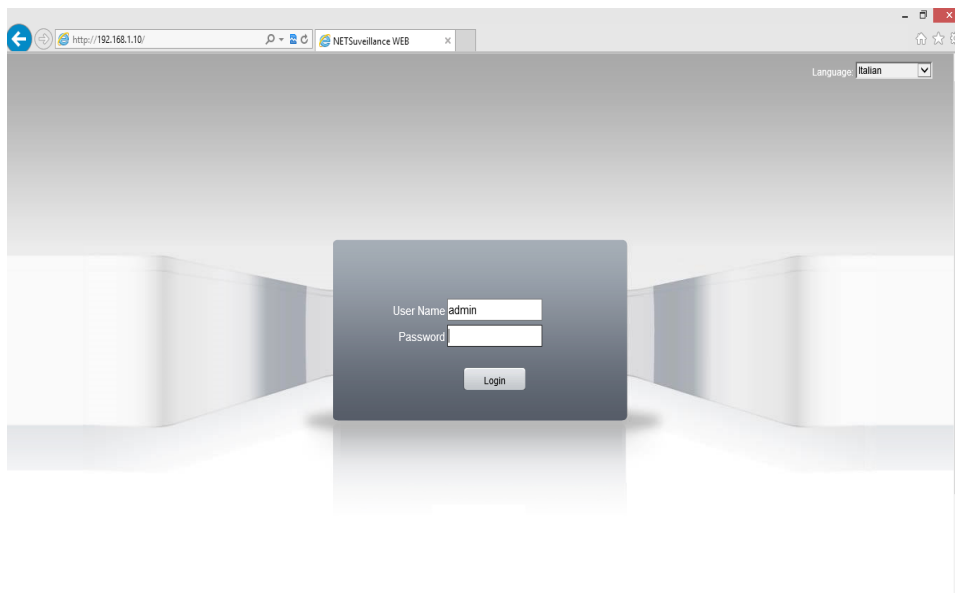 http://192.168.1.10/
NETSuveillance WEB
Language: Italian
User Name admin
Password
Login